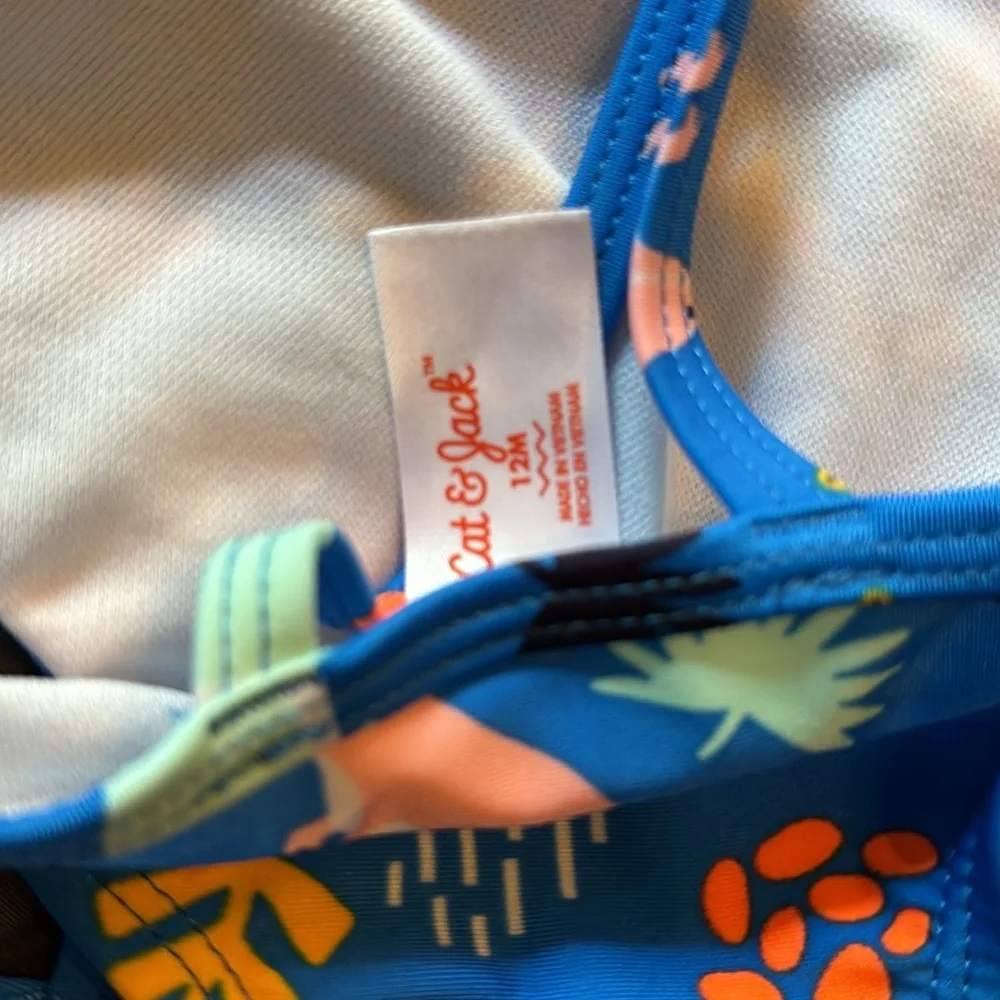 Cat & Jack™
12M
MADE IN VIETNAM
HECHO EN VIETNAM